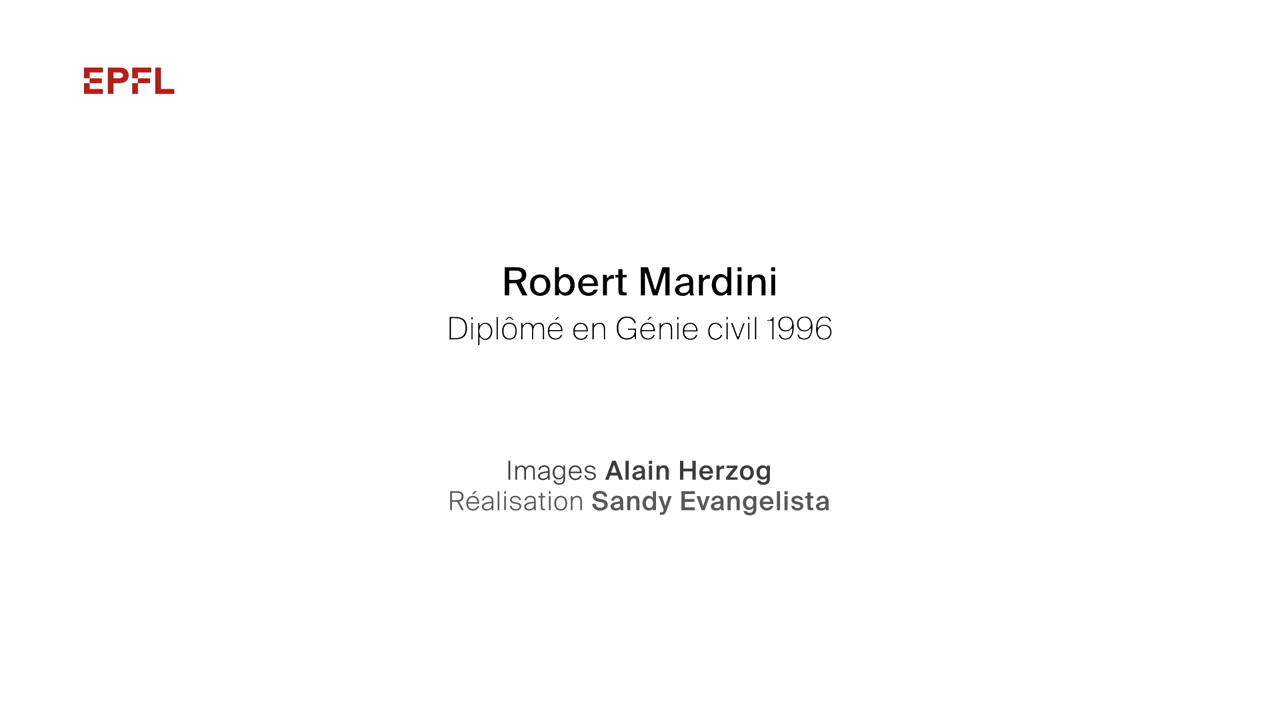 EPFL
Robert Mardini
Diplômé en Génie civil 1996
Images Alain Herzog
Réalisation Sandy Evangelista